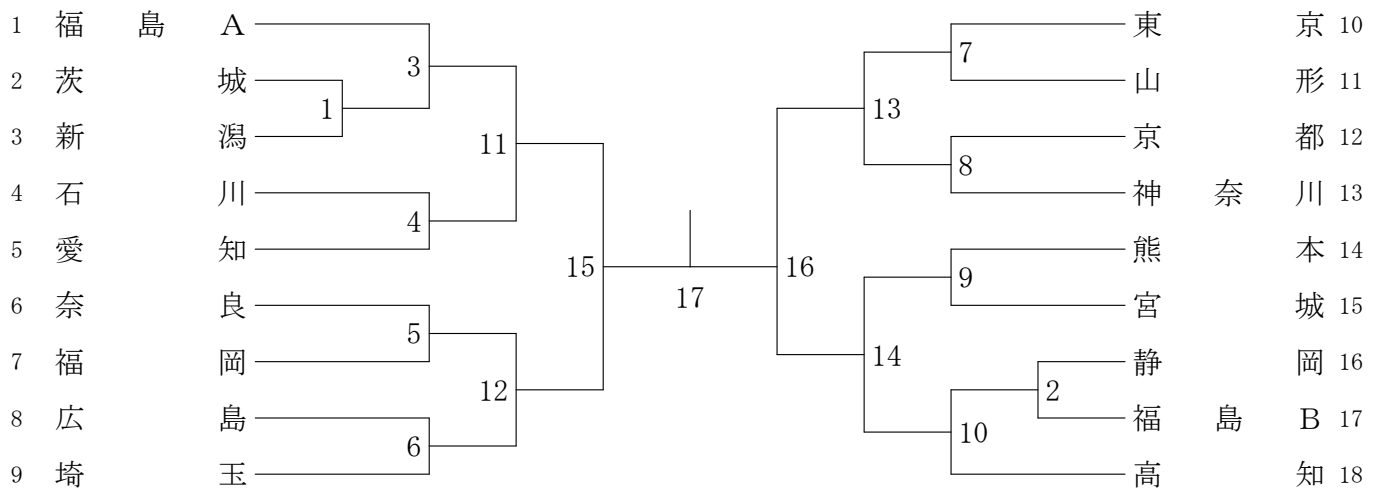 1 福島A
2 茨城
3 新潟
4 石川
5 愛知
6 奈良
7 福岡
8 広島
9 埼玉
1
3
4
5
6
11
12
15
17
16
13
14
7
8
9
2
10
東京 10
山形 11
京都 12
神奈川 13
熊本 14
宮城 15
静岡 16
福島B 17
高知 18